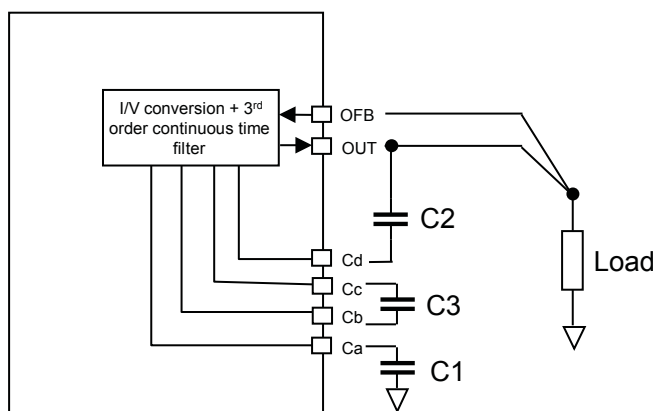 I/V conversion + 3rd
order continuous time
filter
OFB
OUT
C2
Cd
Cc
C3
Cb
Ca
C1
Load